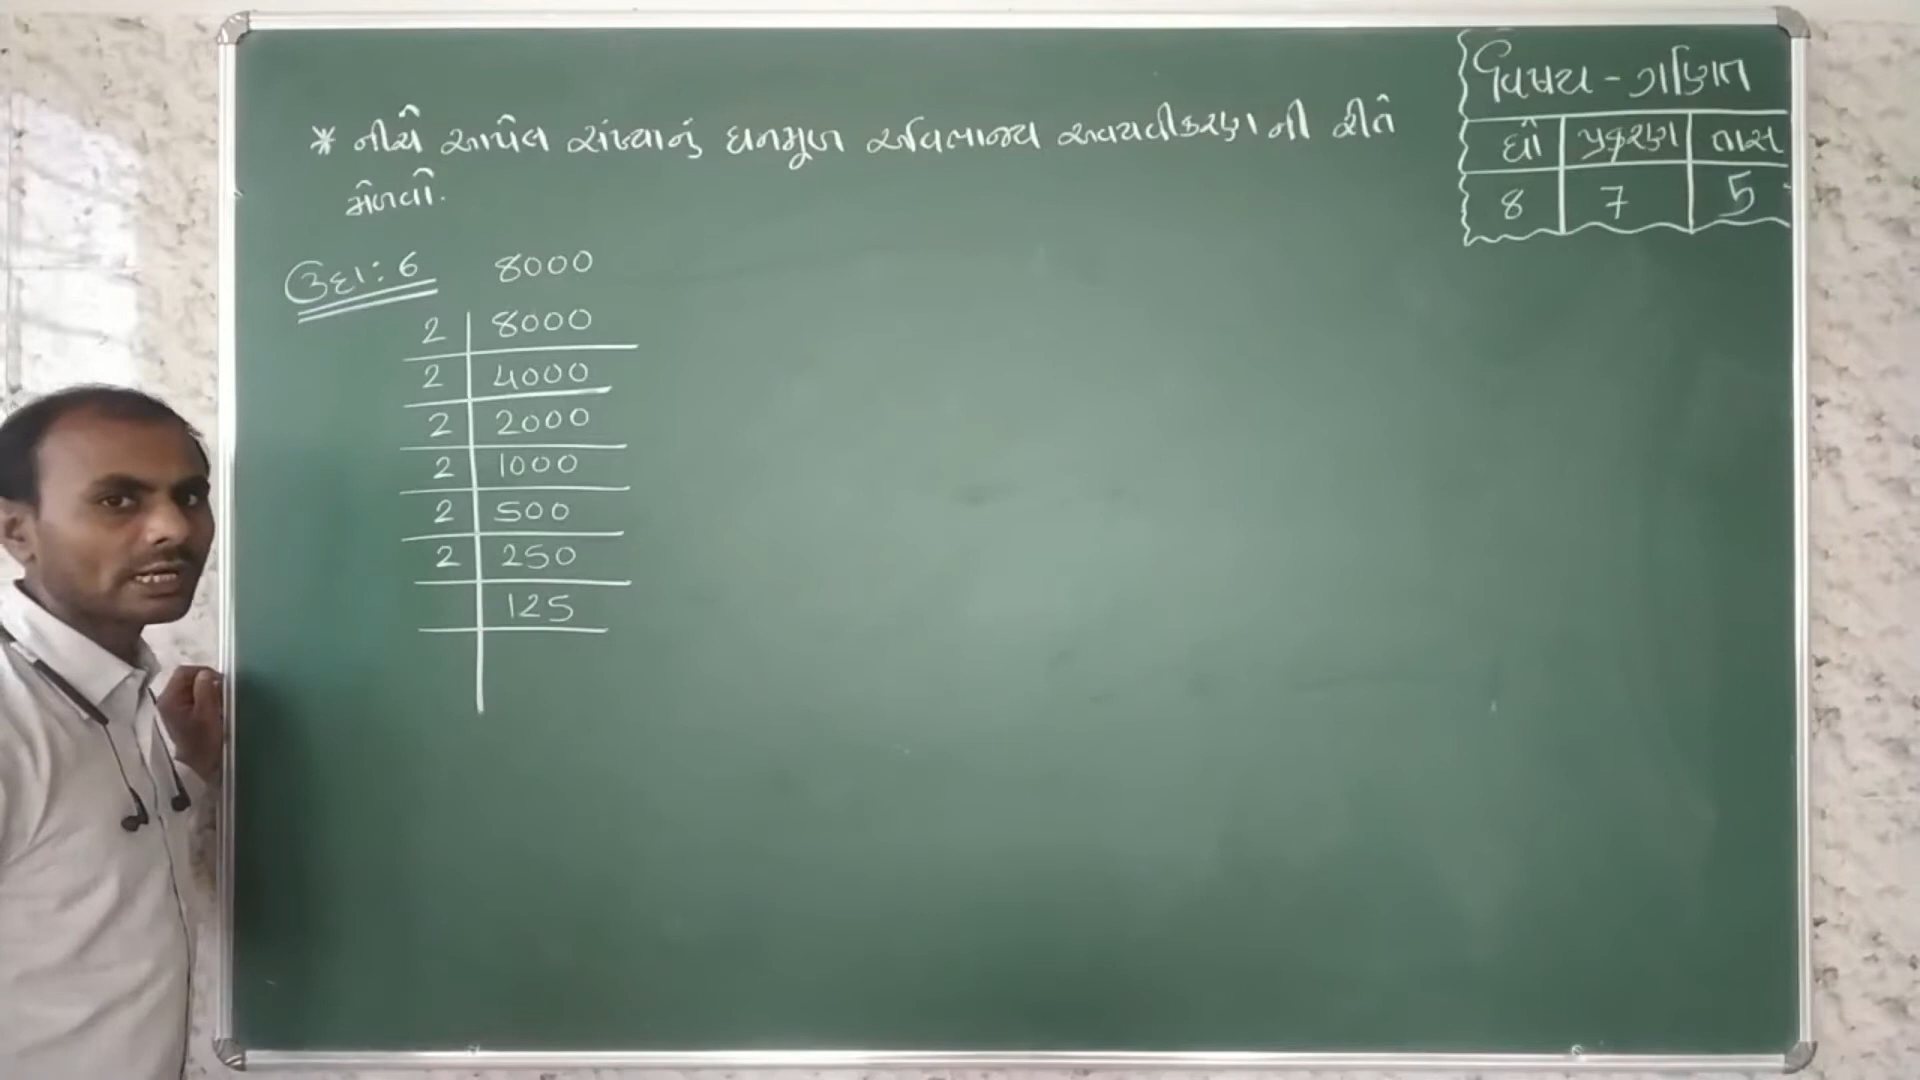 * નીચે આપેલ સંખ્યાનું ઘનમુળ અવિભાજ્ય અવયવીકરણ ની રીતે
મેળવો.
વિષય - ગણિત
ધો પ્રકરણ તાસ
8 7 5
ઉદા: 6 8000
2 8000
2 4000
2 2000
2 1000
2 500
2 250
125